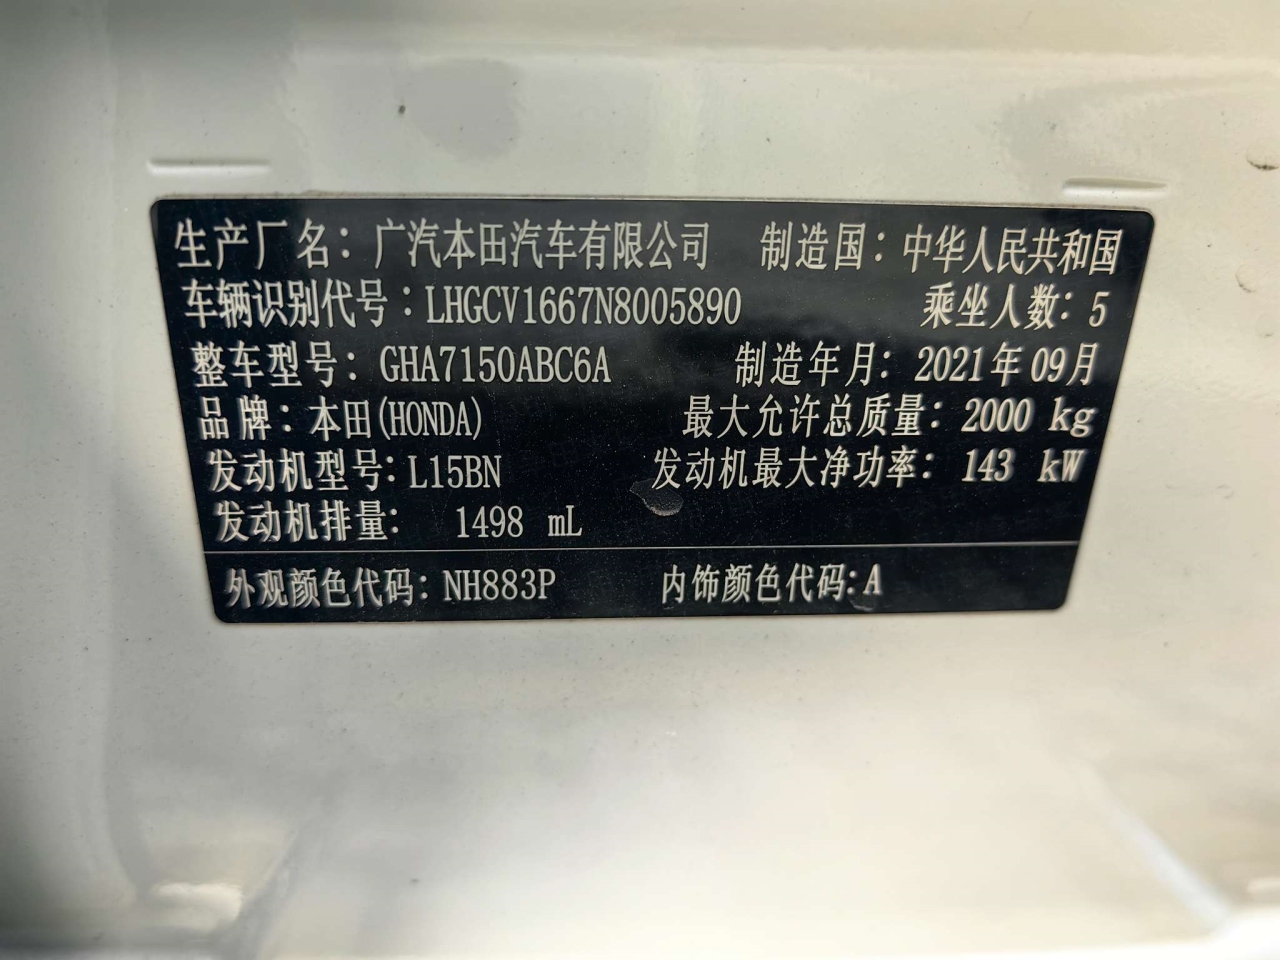 生产厂名：广汽本田汽车有限公司 制造国：中华人民共和国
车辆识别代号：LHGCV1667N8005890 乘坐人数：5
整车型号：GHA7150ABC6A 制造年月：2021年09月
品牌：本田(HONDA) 最大允许总质量：2000 kg
发动机型号：L15BN 发动机最大净功率：143 kW
发动机排量： 1498 mL
外观颜色代码：NH883P 内饰颜色代码：A